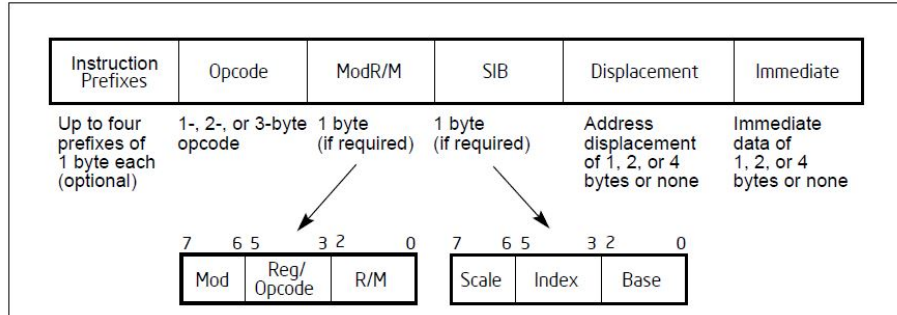 Instruction Prefixes Opcode ModR/M SIB Displacement Immediate
Up to four prefixes of 1 byte each (optional)
1-, 2-, or 3-byte opcode
1 byte (if required)
1 byte (if required)
Address displacement of 1, 2, or 4 bytes or none
Immediate data of 1, 2, or 4 bytes or none
7 6 5 3 2 0
Mod Reg/Opcode R/M
7 6 5 3 2 0
Scale Index Base